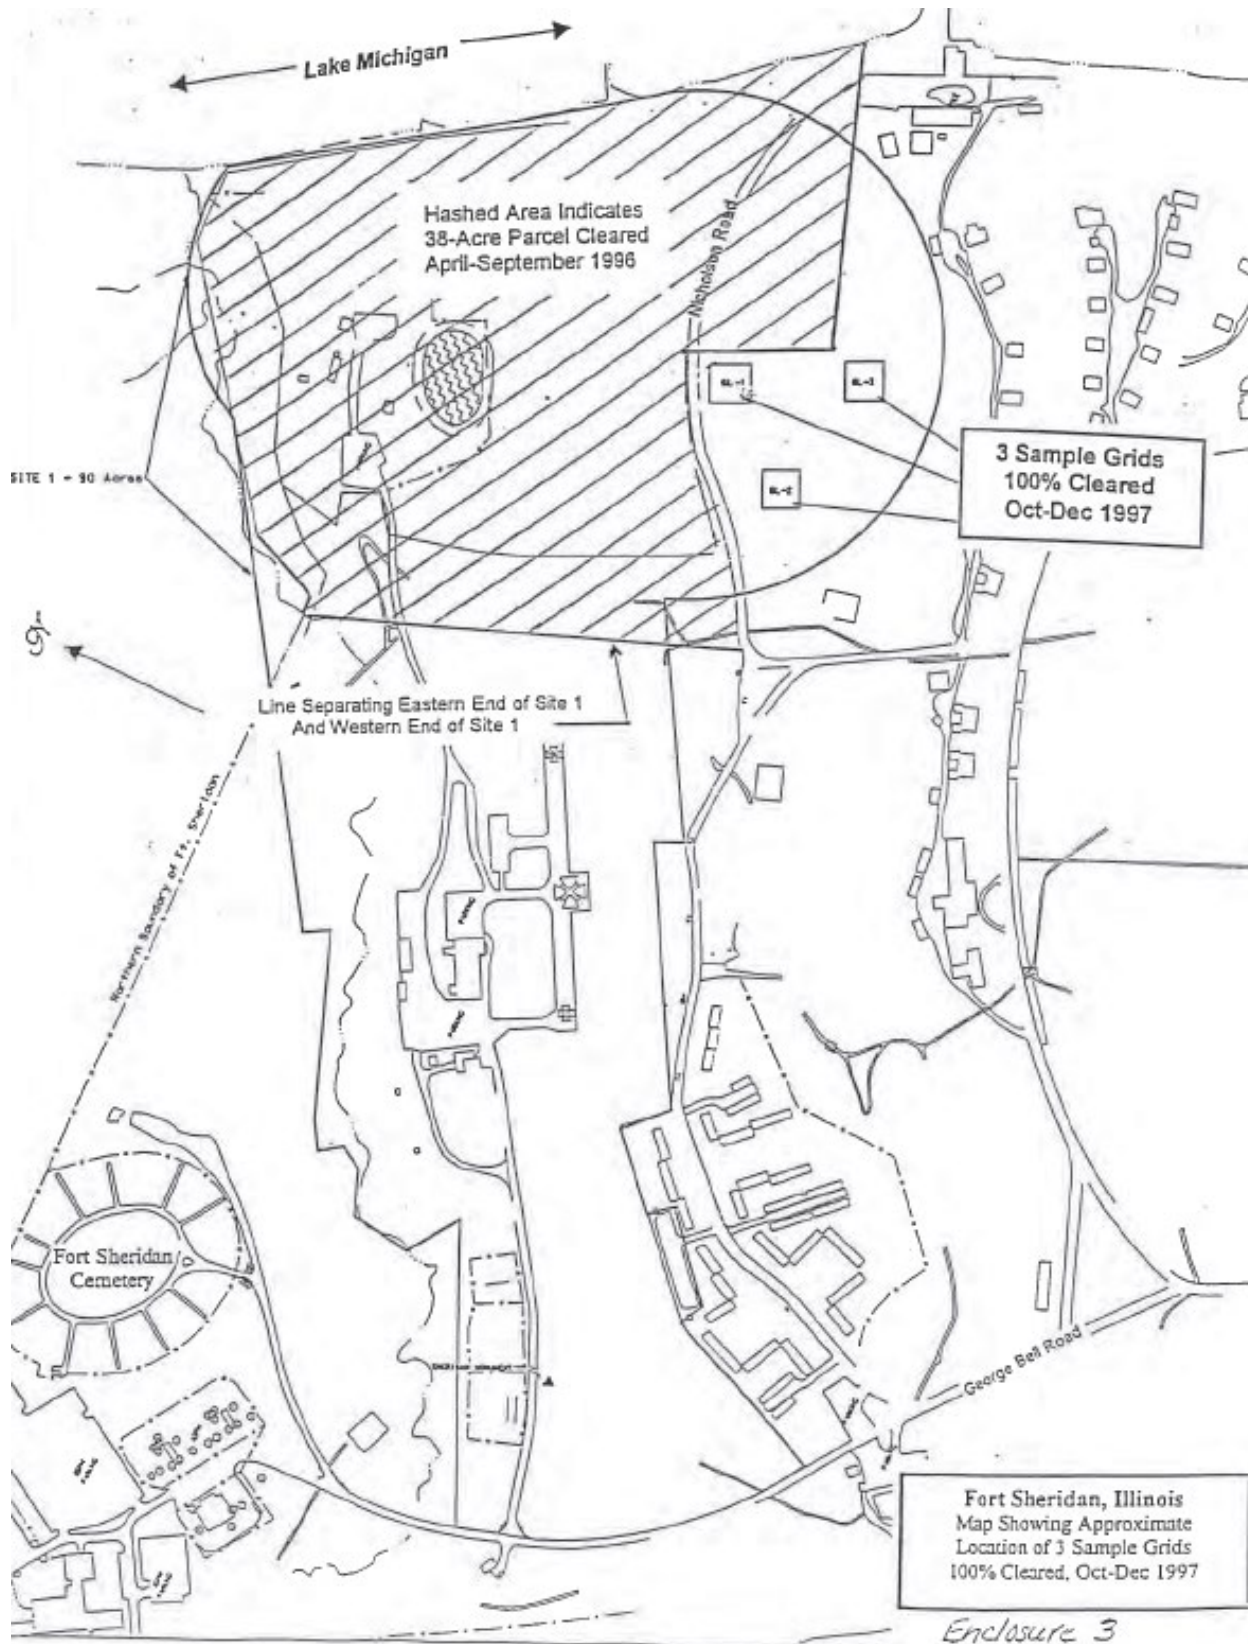 Lake Michigan
Hashed Area Indicates
38-Acre Parcel Cleared
April-September 1996
Nicholson Road
3 Sample Grids
100% Cleared
Oct-Dec 1997
SITE 1 - 90 Acres
Line Separating Eastern End of Site 1
And Western End of Site 1
Northern Boundary of Ft. Sheridan
PARKING
PARKING
Fort Sheridan
Cemetery
George Bell Road
Fort Sheridan, Illinois
Map Showing Approximate
Location of 3 Sample Grids
100% Cleared, Oct-Dec 1997
Enclosure 3